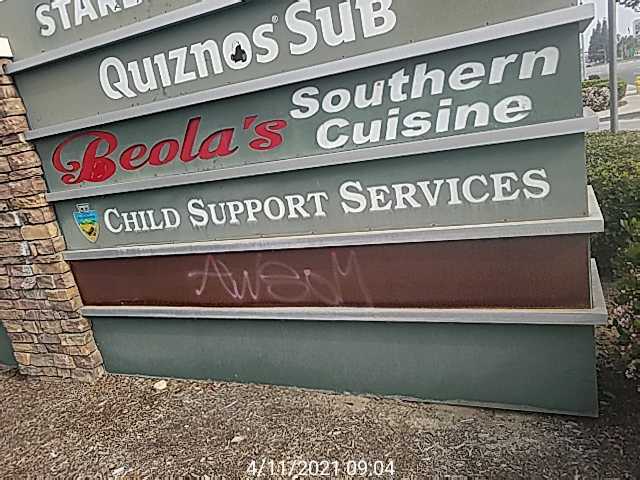 Quiznos® Sub
Beola's Southern Cuisine
Child Support Services
4/11/2021 09:04